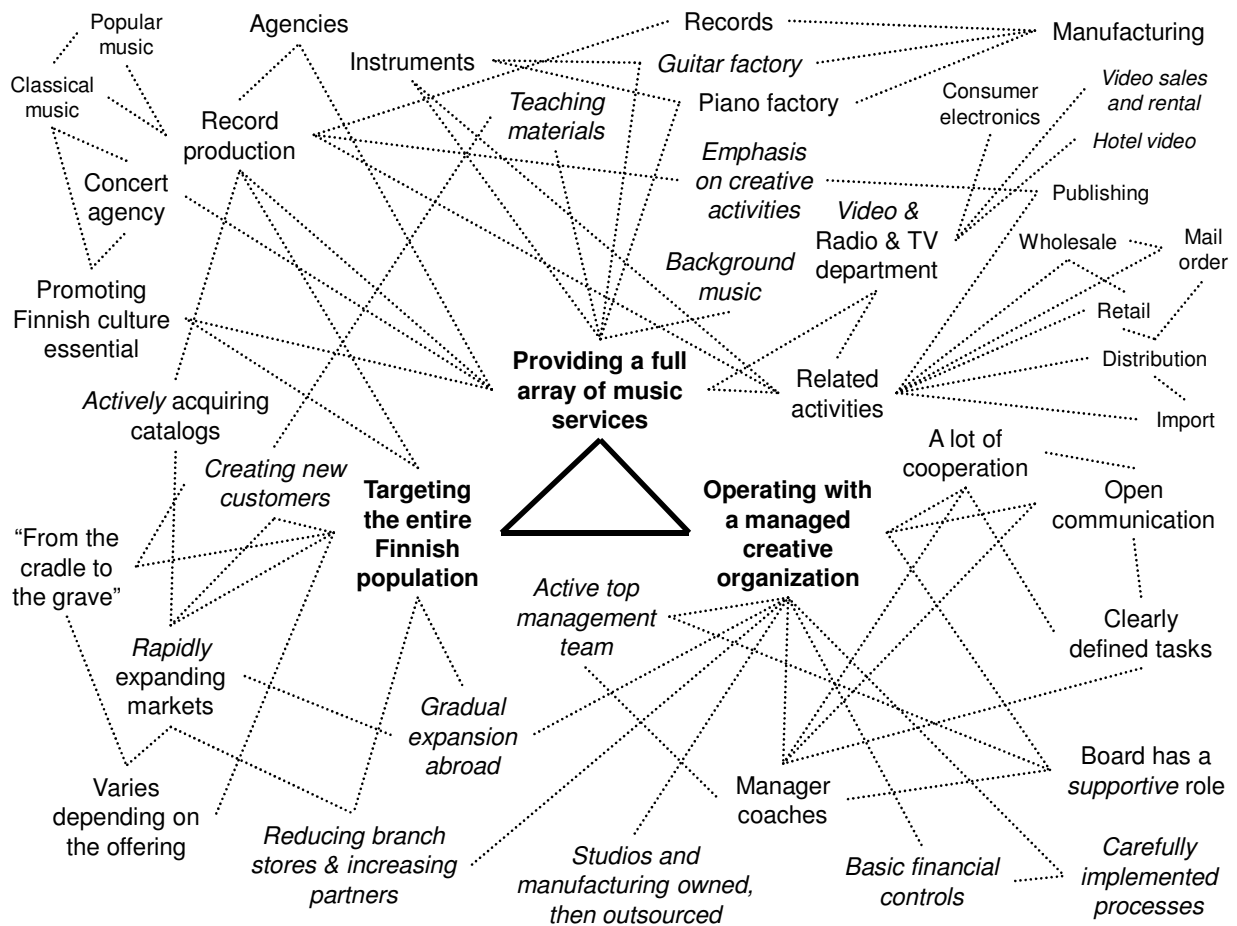 Popular
music
Agencies
Records
Manufacturing
Classical
music
Instruments
Guitar factory
Video sales
and rental
Record
production
Teaching
materials
Piano factory
Consumer
electronics
Hotel video
Concert
agency
Emphasis
on creative
activities
Publishing
Video &
Radio & TV
department
Wholesale
Mail
order
Promoting
Finnish culture
essential
Background
music
Retail
Providing a full
array of music
services
Related
activities
Distribution
Import
Actively acquiring
catalogs
Creating new
customers
Targeting
the entire
Finnish
population
Operating with
a managed
creative
organization
A lot of
cooperation
Open
communication
“From the
cradle to
the grave”
Active top
management
team
Clearly
defined tasks
Rapidly
expanding
markets
Gradual
expansion
abroad
Manager
coaches
Board has a
supportive role
Varies
depending on
the offering
Reducing branch
stores & increasing
partners
Studios and
manufacturing owned,
then outsourced
Basic financial
controls
Carefully
implemented
processes